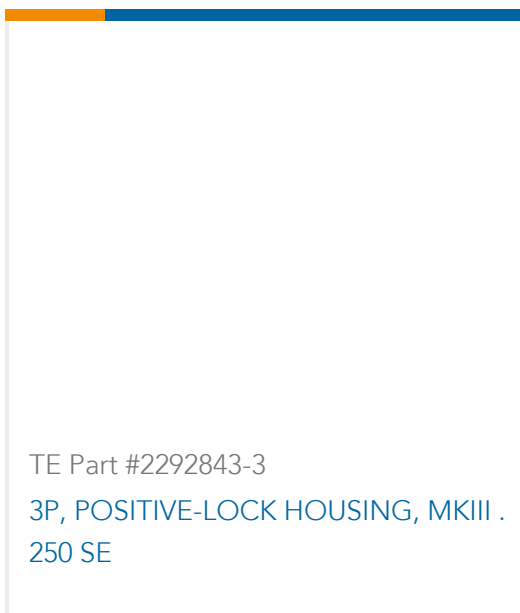 TE Part #2292843-3
3P, POSITIVE-LOCK HOUSING, MKIII .
250 SE